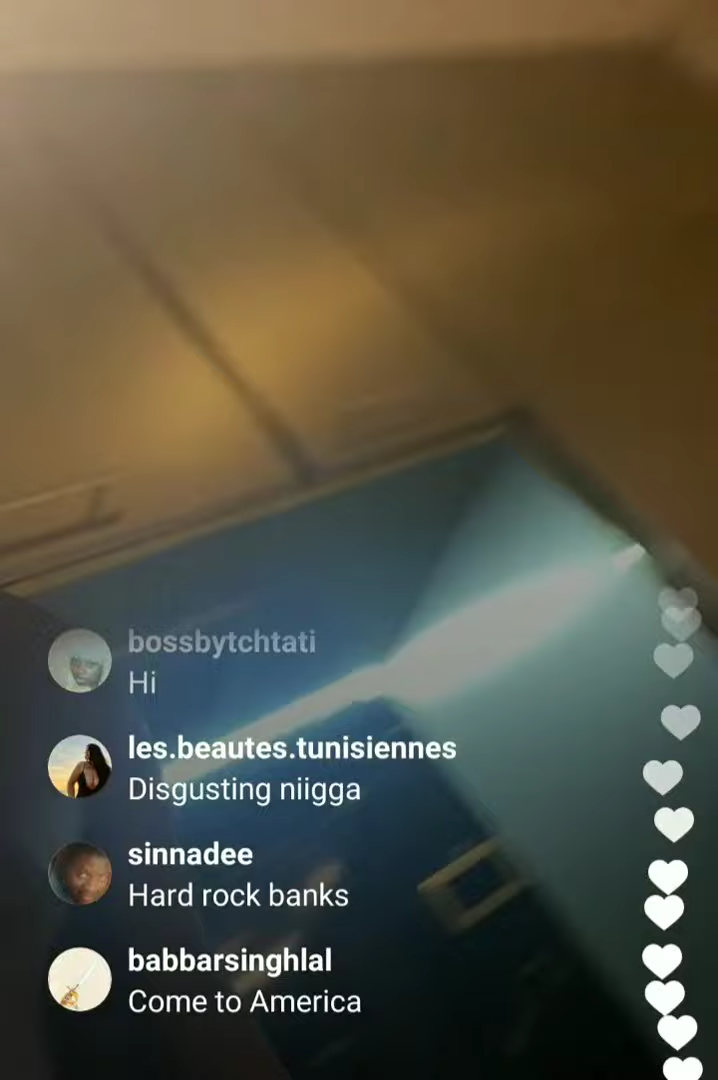 bossbytchtati
Hi
les.beautes.tunisiennes
Disgusting niigga
sinnadee
Hard rock banks
babbarsinghlal
Come to America